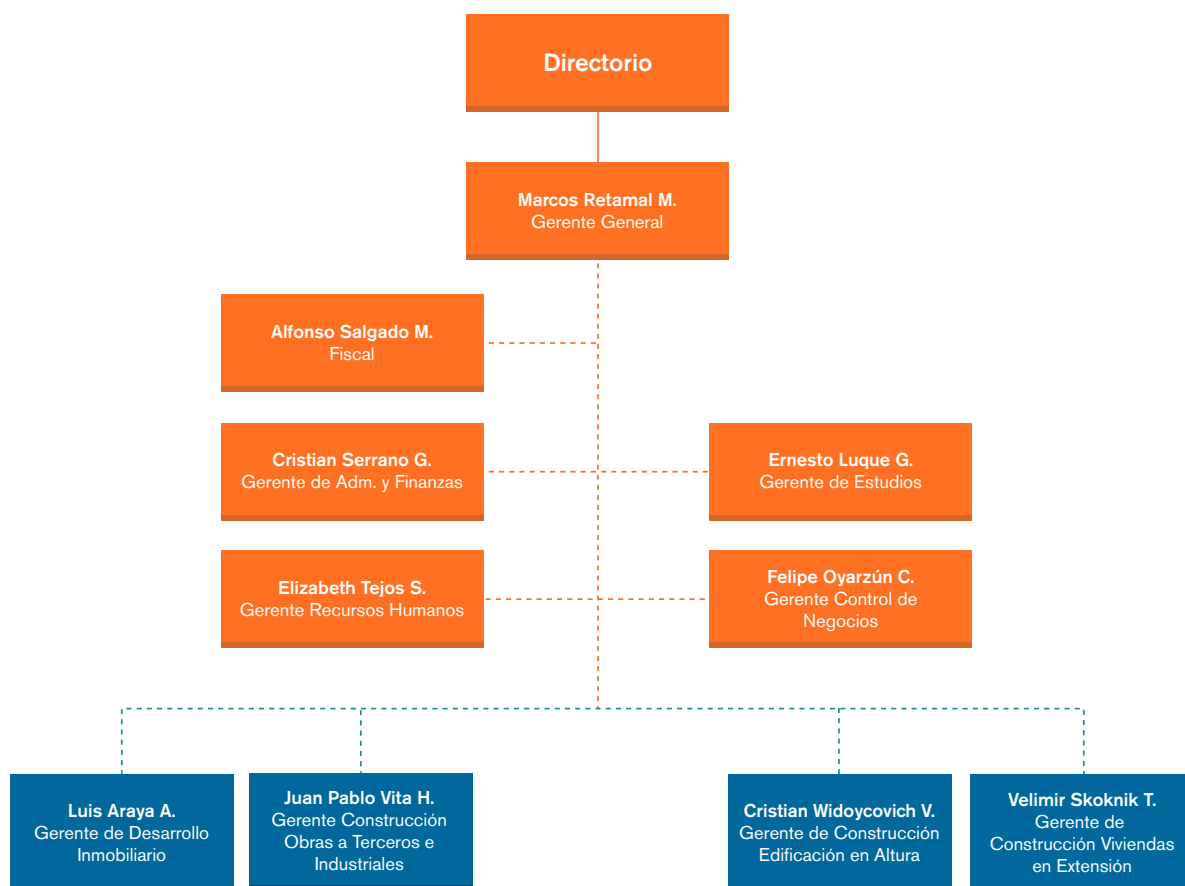 Directorio
Marcos Retamal M.
Gerente General
Alfonso Salgado M.
Fiscal
Cristian Serrano G.
Gerente de Adm. y Finanzas
Ernesto Luque G.
Gerente de Estudios
Elizabeth Tejos S.
Gerente Recursos Humanos
Felipe Oyarzún C.
Gerente Control de
Negocios
Luis Araya A.
Gerente de Desarrollo
Inmobiliario
Juan Pablo Vita H.
Gerente Construcción
Obras a Terceros e
Industriales
Cristian Widoycovich V.
Gerente de Construcción
Edificación en Altura
Velimir Skoknik T.
Gerente de
Construcción Viviendas
en Extensión